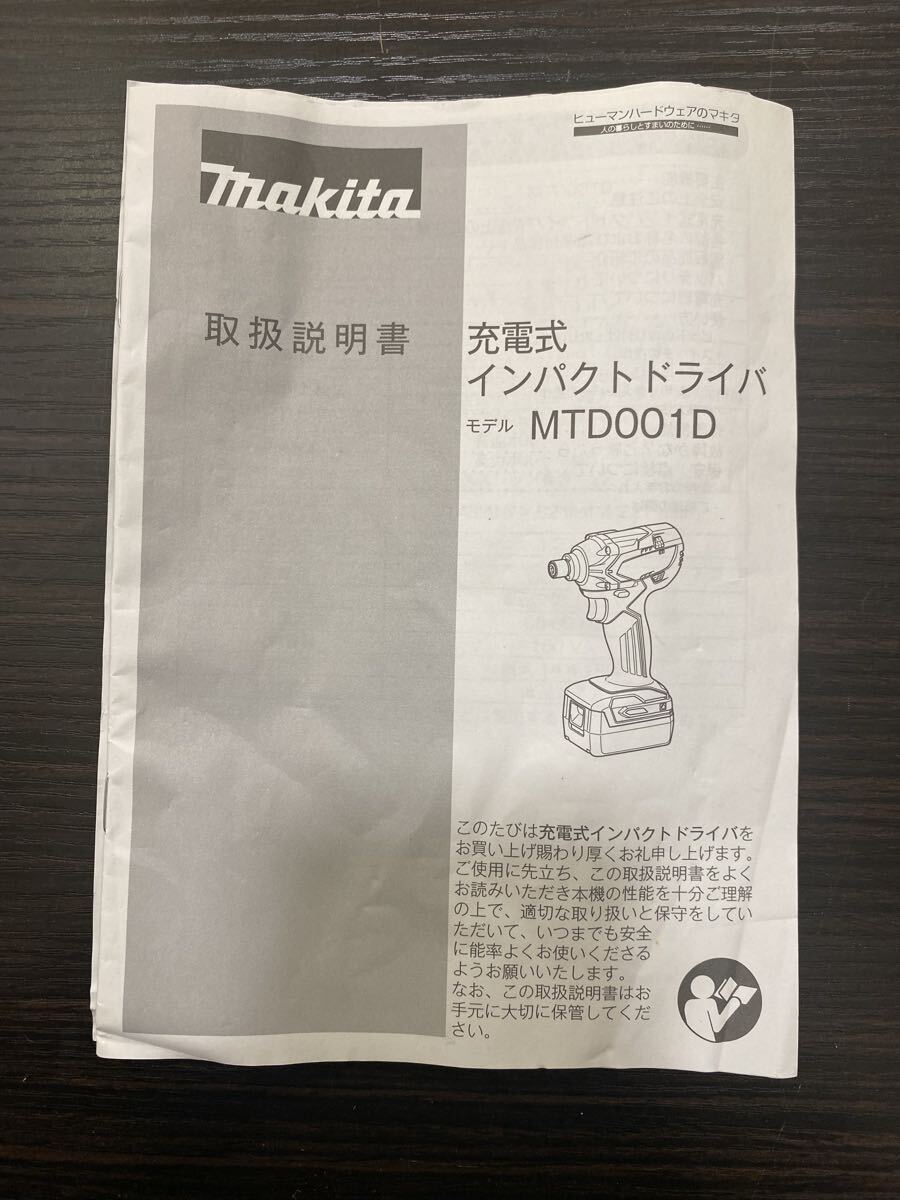 ヒューマンハードウェアのマキタ
人の暮らしとすまいのために……
makita
取扱説明書
充電式
インパクトドライバ
モデル MTD001D
このたびは充電式インパクトドライバを
お買い上げ賜わり厚くお礼申し上げます。
ご使用に先立ち、この取扱説明書をよく
お読みいただき本機の性能を十分ご理解
の上で、適切な取り扱いと保守をしてい
ただいて、いつまでも安全
に能率よくお使いくださる
ようお願いいたします。
なお、この取扱説明書はお
手元に大切に保管してくだ
さい。